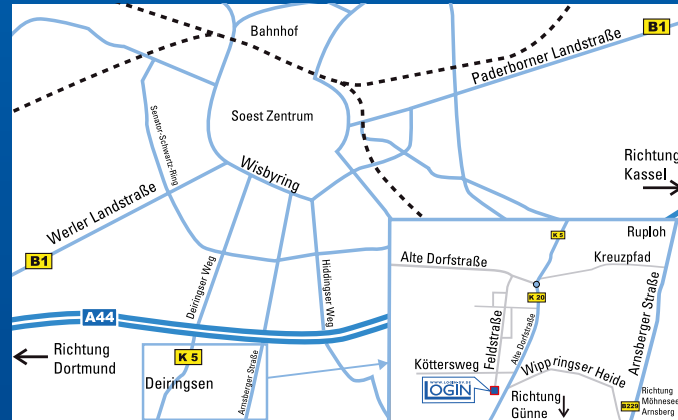 Bahnhof
B1
Paderborner Landstraße
Soest Zentrum
Senator-Schwartz-Ring
Wisbyring
Richtung
Kassel
Werler Landstraße
B1
Deiringser Weg
Hiddingser Weg
A44
Richtung
Dortmund
K 5
Deiringsen
Arnsberger Straße
K 5
Ruploh
Alte Dorfstraße
Kreuzpfad
K 20
Feldstraße
Alte Dorfstraße
Arnsberger Straße
Köttersweg
Wippringser Heide
LOGIN
Richtung
Günne
B229
Richtung
Möhnesee
Arnsberg